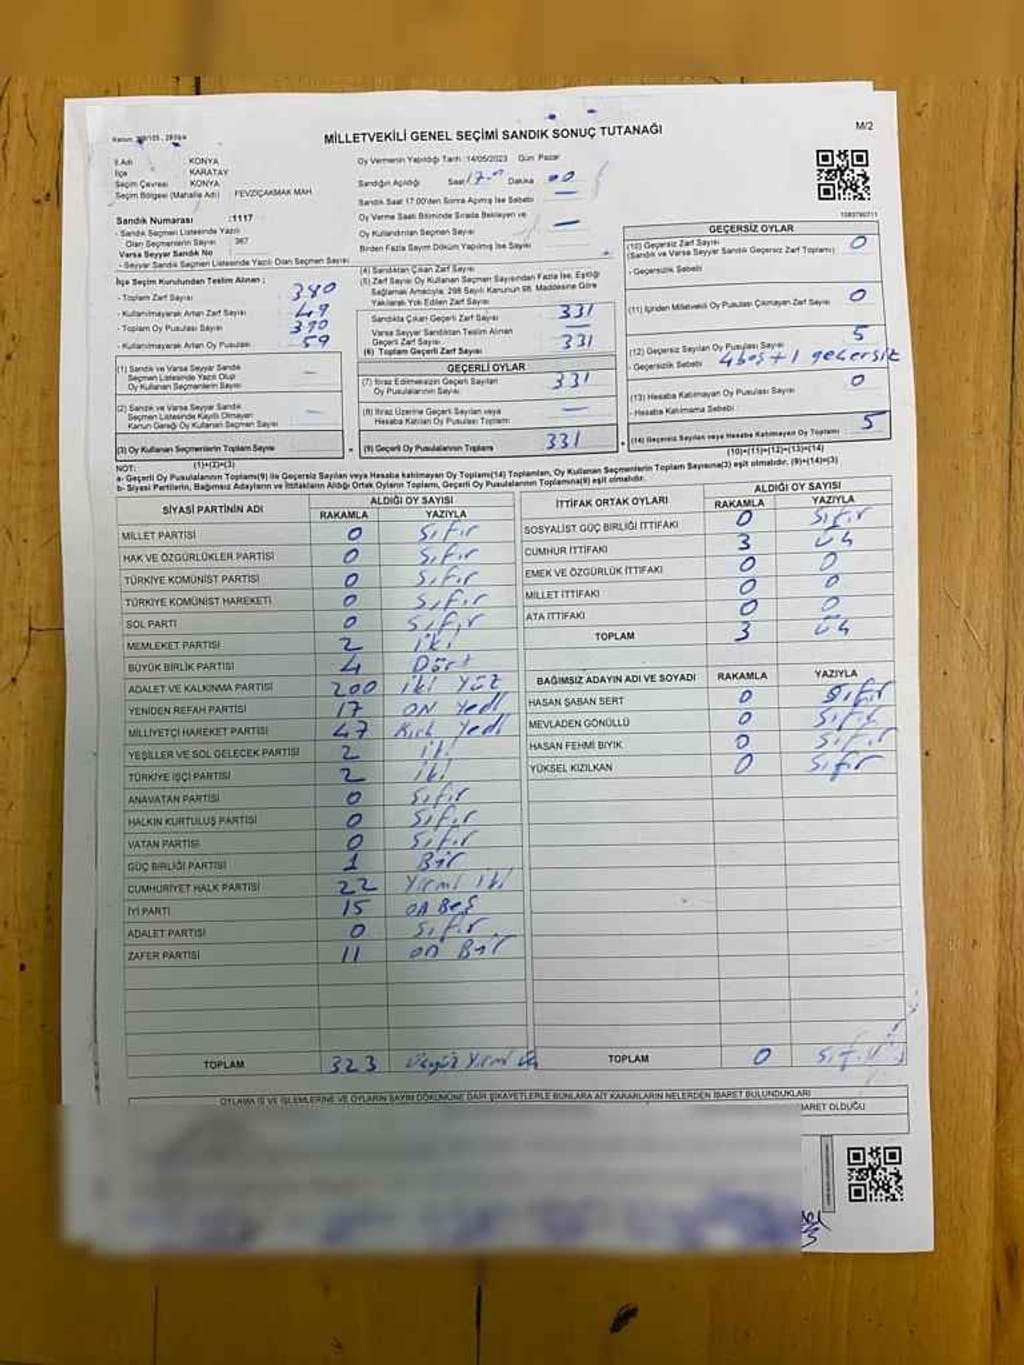 MİLLETVEKİLİ GENEL SEÇİMİ SANDIK SONUÇ TUTANAĞI
M/2
İl Adı : KONYA
İlçe : KARATAY
Seçim Çevresi : KONYA
Seçim Bölgesi (Mahalle Adı) : FEVZİÇAKMAK MAH
Sandık Numarası : 1117
- Sandık Seçmen Listesinde Yazılı
Olan Seçmenlerin Sayısı : 367
Varsa Seyyar Sandık No :
- Seyyar Sandık Seçmen Listesinde Yazılı Olan Seçmen Sayısı
Oy Vermenin Yapıldığı Tarih :14/05/2023 Gün: Pazar
Sandığın Açıldığı Saat 17.00 Dakika 00
Sandık Saat 17.00'den Sonra Açılmış İse Sebebi
Oy Verme Saati Bitiminde Sırada Bekleyen ve
Oy Kullandırılan Seçmen Sayısı —
Birden Fazla Sayım Döküm Yapılmış İse Sayısı
1083790711
İlçe Seçim Kurulundan Teslim Alınan ;
- Toplam Zarf Sayısı 380
- Kullanılmayarak Artan Zarf Sayısı 49
- Toplam Oy Pusulası Sayısı 390
- Kullanılmayarak Artan Oy Pusulası 59
(1) Sandık ve Varsa Seyyar Sandık
Seçmen Listesinde Yazılı Olup
Oy Kullanan Seçmenlerin Sayısı —
(2) Sandık ve Varsa Seyyar Sandık
Seçmen Listesinde Kayıtlı Olmayan
Kanun Gereği Oy Kullanan Seçmen Sayısı —
(3) Oy Kullanan Seçmenlerin Toplam Sayısı
(1)+(2)=(3)
(4) Sandıktan Çıkan Zarf Sayısı
(5) Zarf Sayısı Oy Kullanan Seçmen Sayısından Fazla İse, Eşitliği
Sağlamak Amacıyla; 298 Sayılı Kanunun 98. Maddesine Göre
Yakılarak Yok Edilen Zarf Sayısı
Sandıkta Çıkan Geçerli Zarf Sayısı 331
Varsa Seyyar Sandıktan Teslim Alınan
Geçerli Zarf Sayısı —
(6) Toplam Geçerli Zarf Sayısı 331
GEÇERLİ OYLAR
(7) İtiraz Edilmeksizin Geçerli Sayılan
Oy Pusulalarının Sayısı 331
(8) İtiraz Üzerine Geçerli Sayılan veya
Hesaba Katılan Oy Pusulası Toplamı —
(9) Geçerli Oy Pusulalarının Toplamı 331
GEÇERSİZ OYLAR
(10) Geçersiz Zarf Sayısı 0
(Sandık ve Varsa Seyyar Sandık Geçersiz Zarf Toplamı)
- Geçersizlik Sebebi
(11) İçinden Milletvekili Oy Pusulası Çıkmayan Zarf Sayısı 0
(12) Geçersiz Sayılan Oy Pusulası Sayısı 5
- Geçersizlik Sebebi 4 boş + 1 geçersiz
(13) Hesaba Katılmayan Oy Pusulası Sayısı 0
- Hesaba Katılmama Sebebi :
(14) Geçersiz Sayılan veya Hesaba Katılmayan Oy Toplamı 5
(10)+(11)+(12)+(13)=(14)
NOT:
a- Geçerli Oy Pusulalarının Toplamı(9) ile Geçersiz Sayılan veya Hesaba katılmayan Oy Toplamı(14) Toplamları, Oy Kullanan Seçmenlerin Toplam Sayısına(3) eşit olmalıdır. (9)+(14)=(3)
b- Siyasi Partilerin, Bağımsız Adayların ve İttifakların Aldığı Ortak Oyların Toplamı, Geçerli Oy Pusulalarının Toplamına(9) eşit olmalıdır.
SİYASİ PARTİNİN ADI ALDIĞI OY SAYISI
RAKAMLA YAZIYLA
MİLLET PARTİSİ 0 Sıfır
HAK VE ÖZGÜRLÜKLER PARTİSİ 0 Sıfır
TÜRKİYE KOMÜNİST PARTİSİ 0 Sıfır
TÜRKİYE KOMÜNİST HAREKETİ 0 Sıfır
SOL PARTİ 0 Sıfır
MEMLEKET PARTİSİ 2 iki
BÜYÜK BİRLİK PARTİSİ 4 Dört
ADALET VE KALKINMA PARTİSİ 200 iki Yüz
YENİDEN REFAH PARTİSİ 17 ON Yedi
MİLLİYETÇİ HAREKET PARTİSİ 47 Kırk Yedi
YEŞİLLER VE SOL GELECEK PARTİSİ 2 iki
TÜRKİYE İŞÇİ PARTİSİ 2 iki
ANAVATAN PARTİSİ 0 Sıfır
HALKIN KURTULUŞ PARTİSİ 0 Sıfır
VATAN PARTİSİ 0 Sıfır
GÜÇ BİRLİĞİ PARTİSİ 1 Bir
CUMHURİYET HALK PARTİSİ 22 Yirmi iki
İYİ PARTİ 15 on Beş
ADALET PARTİSİ 0 Sıfır
ZAFER PARTİSİ 11 on Bir
TOPLAM 323 üçyüz Yirmi üç
İTTİFAK ORTAK OYLARI ALDIĞI OY SAYISI
RAKAMLA YAZIYLA
SOSYALİST GÜÇ BİRLİĞİ İTTİFAKI 0 Sıfır
CUMHUR İTTİFAKI 3 üç
EMEK VE ÖZGÜRLÜK İTTİFAKI 0 0
MİLLET İTTİFAKI 0 0
ATA İTTİFAKI 0 0
TOPLAM 3 üç
BAĞIMSIZ ADAYIN ADI VE SOYADI RAKAMLA YAZIYLA
HASAN ŞABAN SERT 0 Sıfır
MEVLADEN GÖNÜLLÜ 0 Sıfır
HASAN FEHMİ BIYIK 0 Sıfır
YÜKSEL KIZILKAN 0 Sıfır
TOPLAM 0 Sıfır
OYLAMA İŞ VE İŞLEMLERİNE VE OYLARIN SAYIM DÖKÜMÜNE DAİR ŞİKAYETLERLE BUNLARA AİT KARARLARIN NELERDEN İBARET BULUNDUKLARI
BARET OLDUĞU